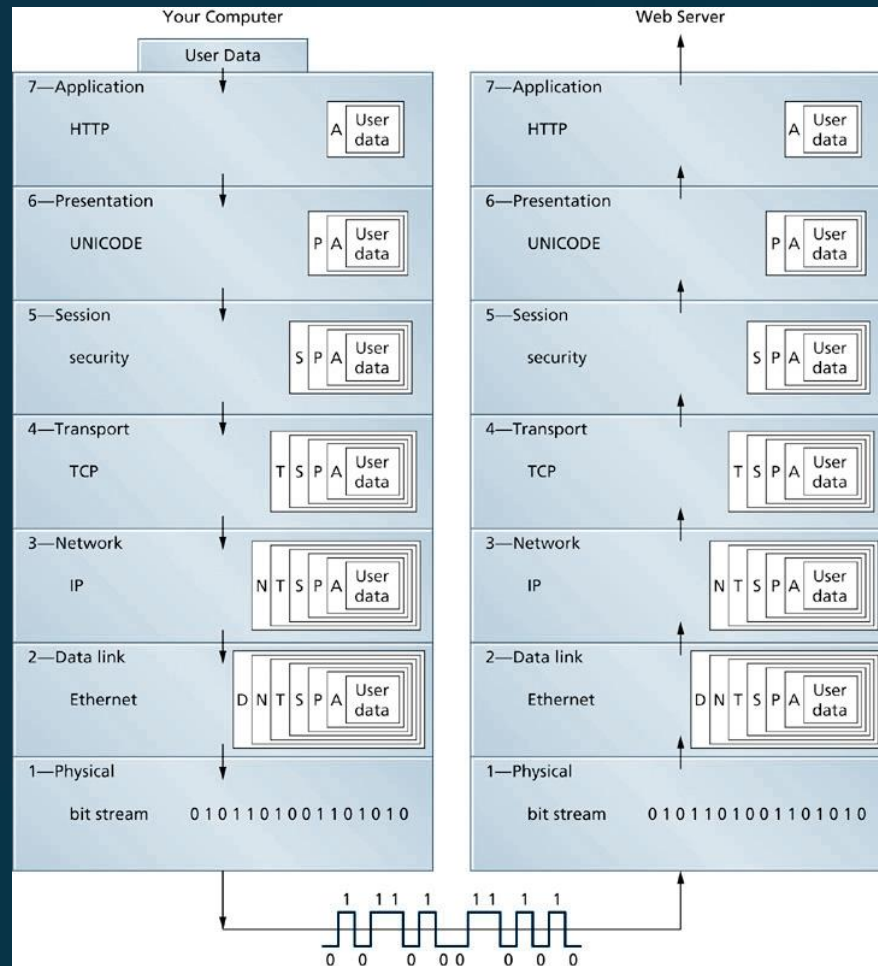 Your Computer
User Data
7—Application
HTTP
A
User
data
6—Presentation
UNICODE
P A
User
data
5—Session
security
S P A
User
data
4—Transport
TCP
T S P A
User
data
3—Network
IP
N T S P A
User
data
2—Data link
Ethernet
D N T S P A
User
data
1—Physical
bit stream 0 1 0 1 1 0 1 0 0 1 1 0 1 0 1 0
Web Server
7—Application
HTTP
A
User
data
6—Presentation
UNICODE
P A
User
data
5—Session
security
S P A
User
data
4—Transport
TCP
T S P A
User
data
3—Network
IP
N T S P A
User
data
2—Data link
Ethernet
D N T S P A
User
data
1—Physical
bit stream 0 1 0 1 1 0 1 0 0 1 1 0 1 0 1 0
1 1 1 1 1 1 1 1
0 0 0 0 0 0 0 0